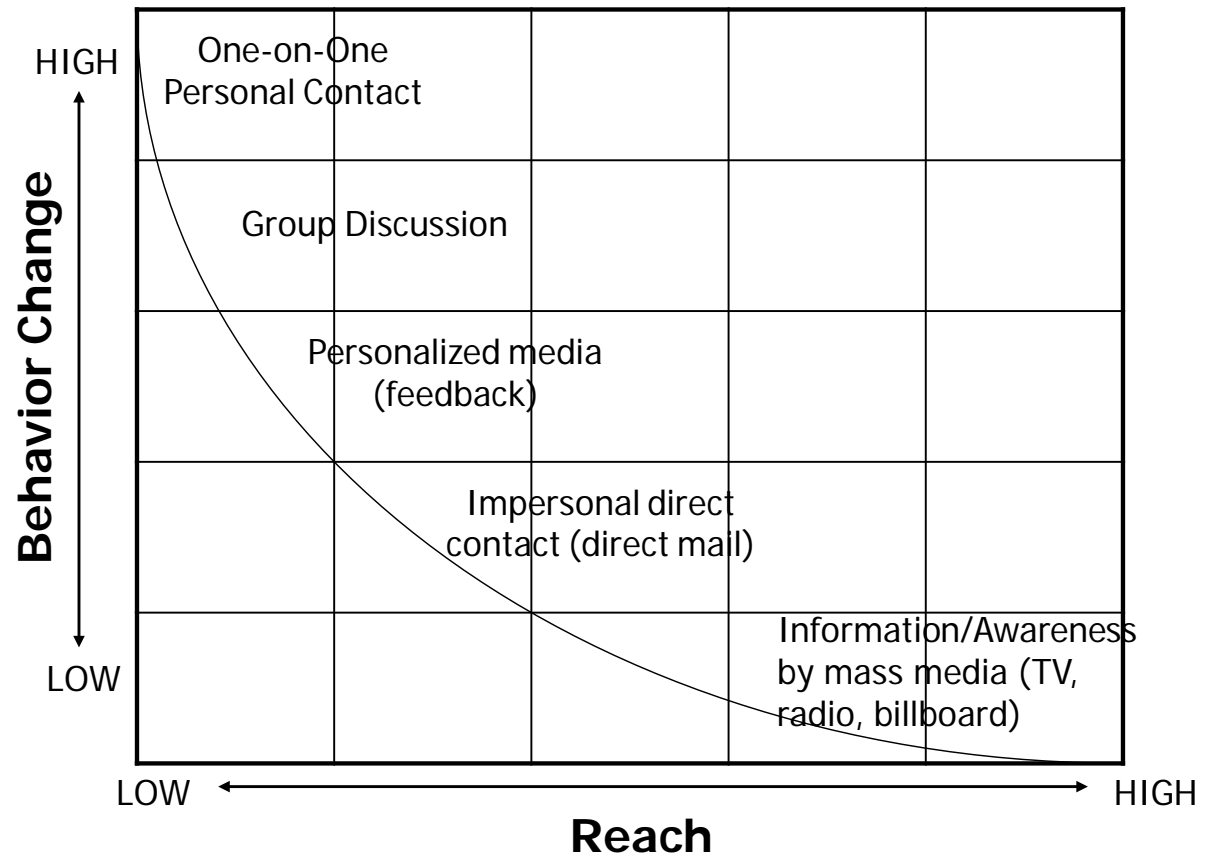 HIGH
One-on-One
Personal Contact
Behavior Change
Group Discussion
Personalized media
(feedback)
Impersonal direct
contact (direct mail)
Information/Awareness
by mass media (TV,
radio, billboard)
LOW
LOW
HIGH
Reach